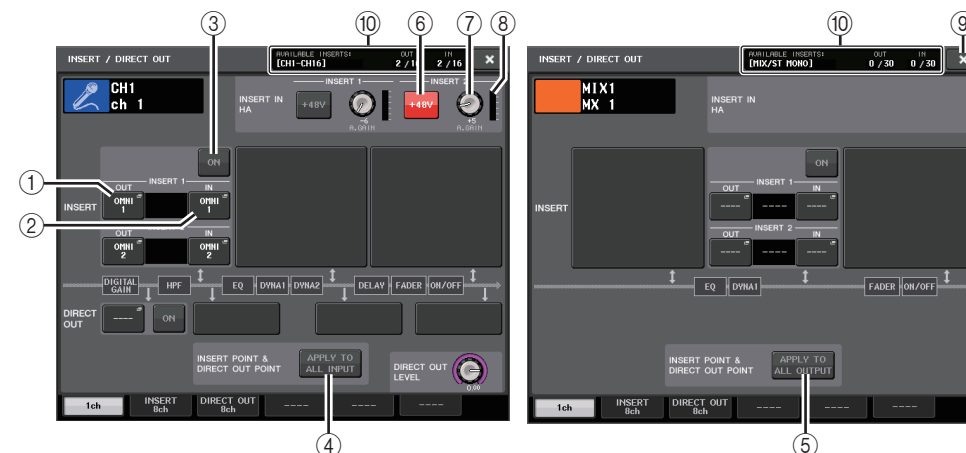 ③ ⑩ ⑥ ⑦ ⑧ ⑩ ⑨
INSERT / DIRECT OUT
AVAILABLE INSERTS: OUT IN
[CH1-CH16] 2 /16 2 /16
CH1
ch 1
INSERT IN
HA
INSERT 1
+48V
-6
A.GAIN
INSERT 2
+48V
+5
A.GAIN
ON
INSERT 1
OUT IN
①
②
INSERT
OMNI
1
OMNI
1
OUT IN
OMNI
2
OMNI
2
DIGITAL
GAIN
HPF EQ DYNA1 DYNA2 DELAY FADER ON/OFF
DIRECT
OUT
---- ON
INSERT POINT &
DIRECT OUT POINT
APPLY TO
ALL INPUT
DIRECT OUT
LEVEL
0.00
1ch
INSERT
8ch
DIRECT OUT
8ch
---- ---- ----
④
INSERT / DIRECT OUT
AVAILABLE INSERTS: OUT IN
[MIX/ST MONO] 0 /30 0 /30
MIX1
MX 1
INSERT IN
HA
ON
INSERT 1
OUT IN
INSERT
---- ---- ----
INSERT 2
OUT IN
---- ---- ----
EQ DYNA1 FADER ON/OFF
INSERT POINT &
DIRECT OUT POINT
APPLY TO
ALL OUTPUT
1ch
INSERT
8ch
DIRECT OUT
8ch
---- ---- ----
⑤